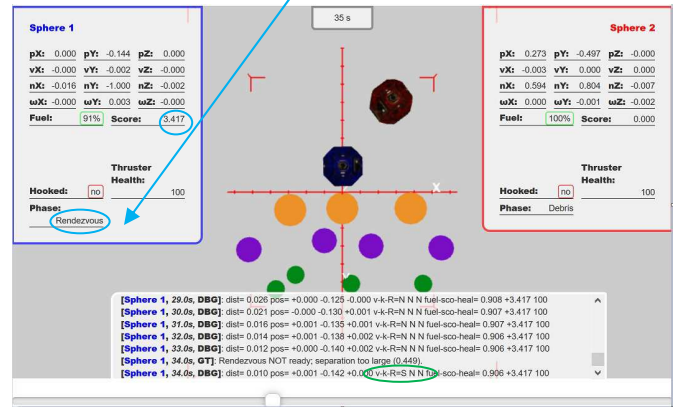 35 s
Sphere 1
pX: 0.000 pY: -0.144 pZ: 0.000
vX: -0.000 vY: -0.002 vZ: -0.000
nX: -0.016 nY: -1.000 nZ: -0.002
ωX: -0.000 ωY: 0.003 ωZ: -0.000
Fuel: 91% Score: 3.417
Hooked: no Thruster Health: 100
Phase: Rendezvous
Sphere 2
pX: 0.273 pY: -0.497 pZ: -0.000
vX: -0.003 vY: 0.000 vZ: 0.000
nX: 0.594 nY: 0.804 nZ: -0.007
ωX: 0.000 ωY: -0.001 ωZ: -0.002
Fuel: 100% Score: 0.000
Hooked: no Thruster Health: 100
Phase: Debris
X
Y
[Sphere 1, 29.0s, DBG]: dist= 0.026 pos= +0.000 -0.125 -0.000 v-k-R=N N N fuel-sco-heal= 0.908 +3.417 100
[Sphere 1, 30.0s, DBG]: dist= 0.021 pos= -0.000 -0.130 +0.001 v-k-R=N N N fuel-sco-heal= 0.907 +3.417 100
[Sphere 1, 31.0s, DBG]: dist= 0.016 pos= +0.001 -0.135 +0.001 v-k-R=N N N fuel-sco-heal= 0.907 +3.417 100
[Sphere 1, 32.0s, DBG]: dist= 0.014 pos= +0.001 -0.138 +0.002 v-k-R=N N N fuel-sco-heal= 0.906 +3.417 100
[Sphere 1, 33.0s, DBG]: dist= 0.012 pos= +0.000 -0.140 +0.002 v-k-R=N N N fuel-sco-heal= 0.906 +3.417 100
[Sphere 1, 34.0s, GT]: Rendezvous NOT ready; separation too large (0.449).
[Sphere 1, 34.0s, DBG]: dist= 0.010 pos= +0.001 -0.142 +0.000 v-k-R=S N N fuel-sco-heal= 0.906 +3.417 100